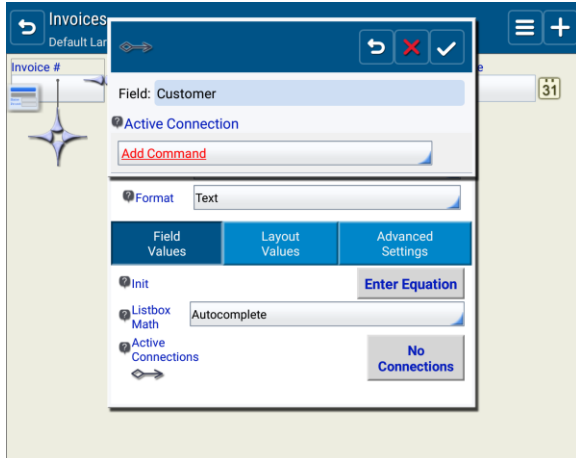 Invoices
Default Lar
Invoice #
e
31
Field: Customer
Active Connection
Add Command
Format Text
Field Values
Layout Values
Advanced Settings
Init
Enter Equation
Listbox Math
Autocomplete
Active Connections
No Connections